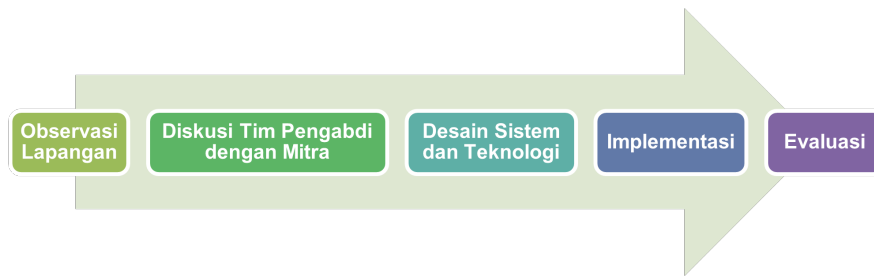 Observasi
Lapangan
Diskusi Tim Pengabdi
dengan Mitra
Desain Sistem
dan Teknologi
Implementasi
Evaluasi